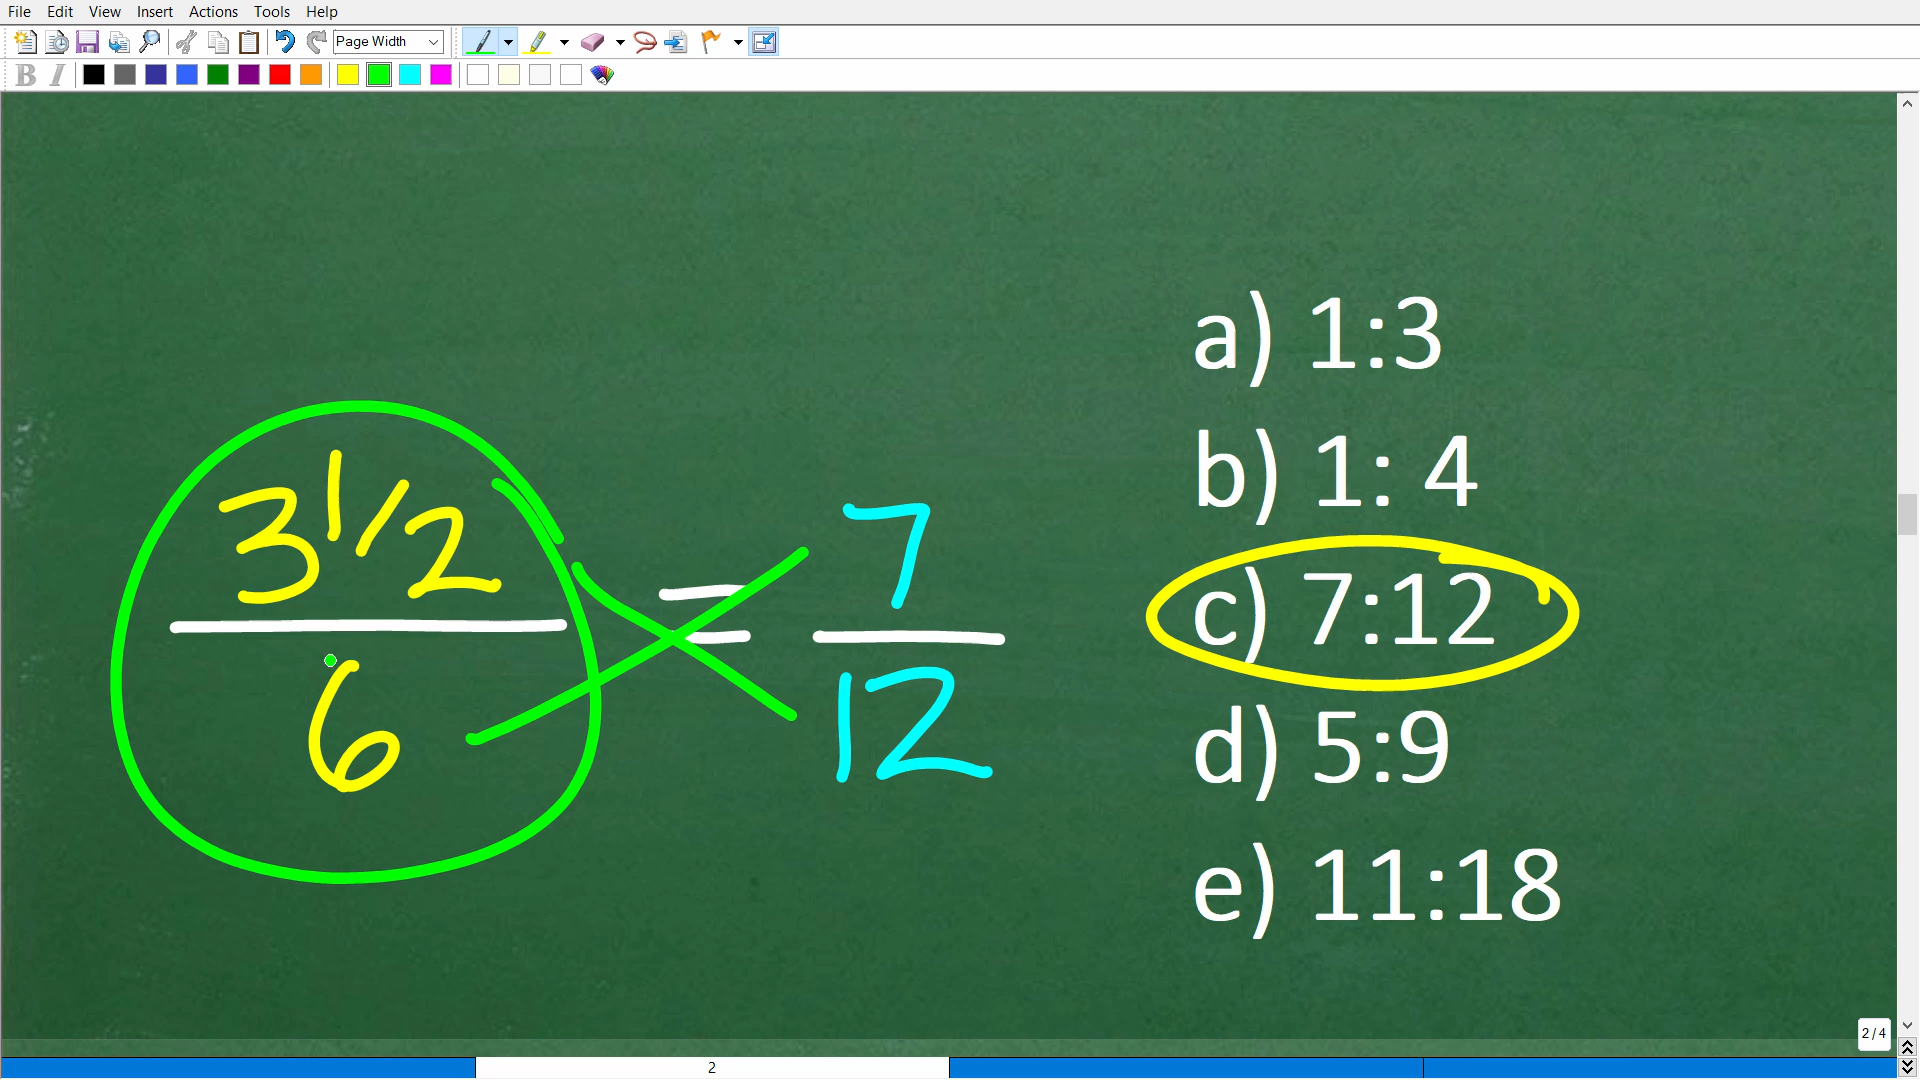 File Edit View Insert Actions Tools Help
Page Width
B I
3 1/2
6
=
7
12
a) 1:3
b) 1: 4
c) 7:12
d) 5:9
e) 11:18
2 / 4
2